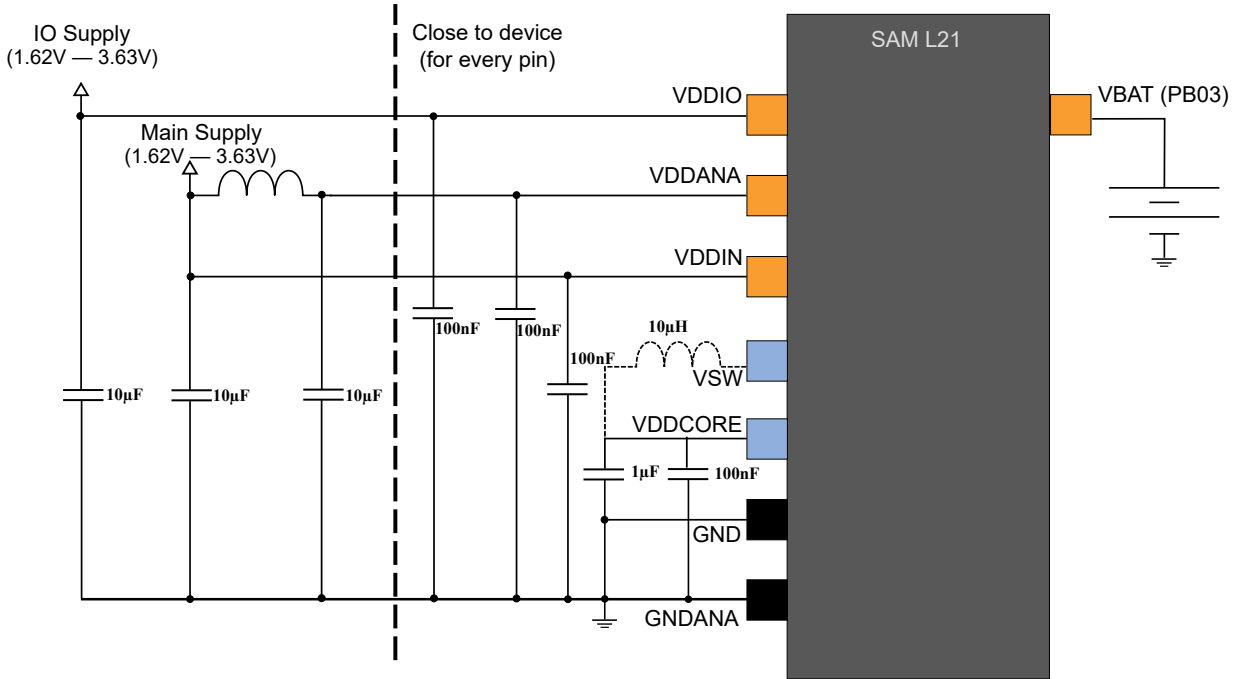 IO Supply
(1.62V — 3.63V)
Close to device
(for every pin)
SAM L21
VDDIO
VBAT (PB03)
Main Supply
(1.62V — 3.63V)
VDDANA
VDDIN
100nF
100nF
10µH
100nF
VSW
10µF
10µF
10µF
VDDCORE
1µF
100nF
GND
GNDANA